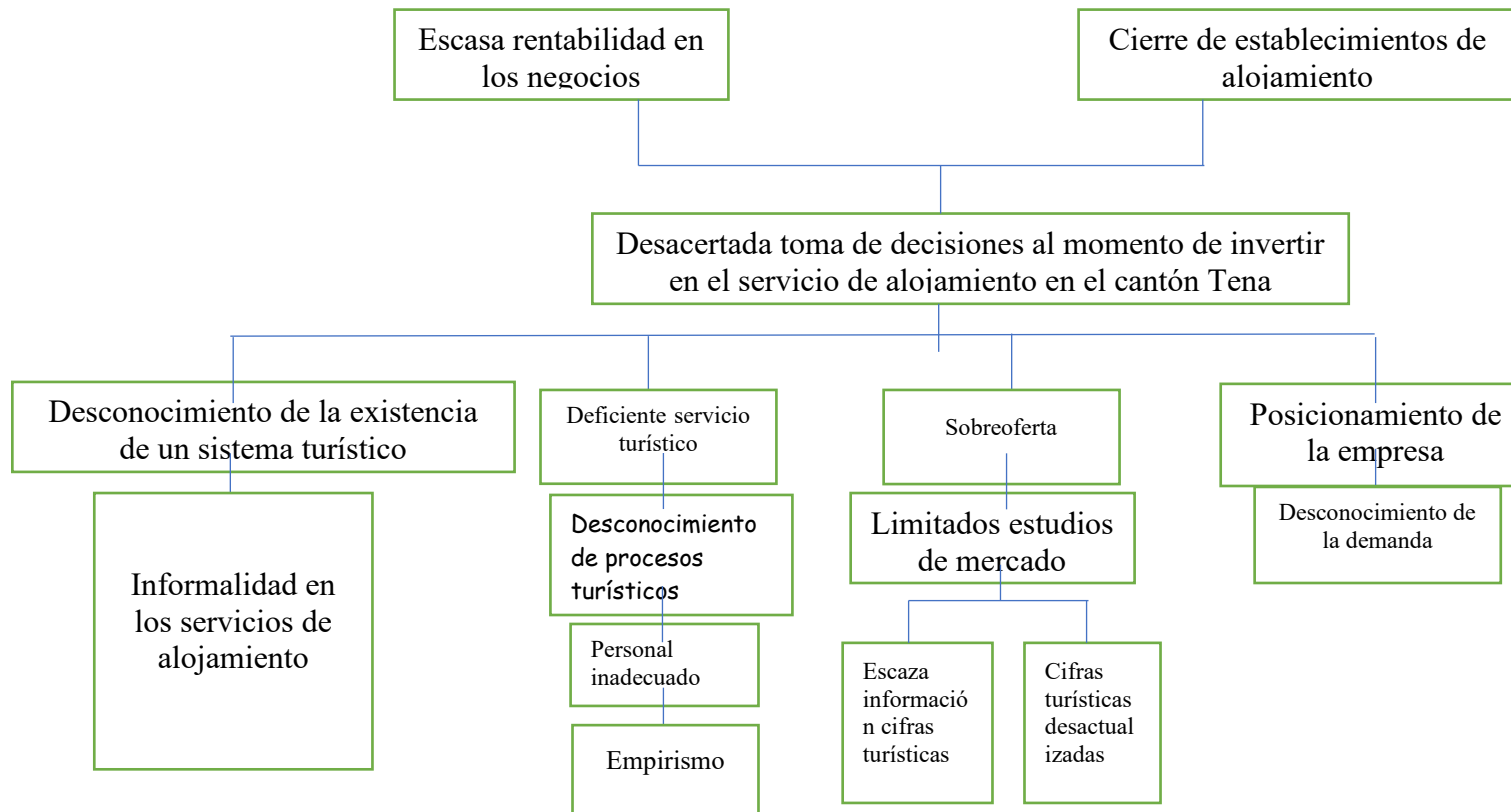 Escasa rentabilidad en
los negocios
Cierre de establecimientos de
alojamiento
Desacertada toma de decisiones al momento de invertir
en el servicio de alojamiento en el cantón Tena
Desconocimiento de la existencia
de un sistema turístico
Deficiente servicio
turístico
Sobreoferta
Posicionamiento de
la empresa
Informalidad en
los servicios de
alojamiento
Desconocimiento
de procesos
turísticos
Limitados estudios
de mercado
Desconocimiento de
la demanda
Personal
inadecuado
Escaza
informació
n cifras
turísticas
Cifras
turísticas
desactual
izadas
Empirismo